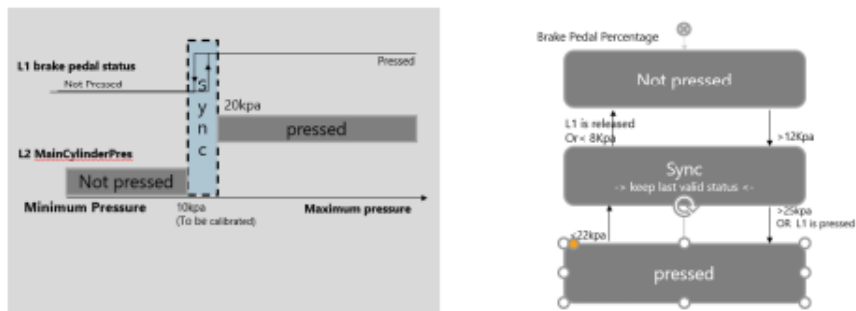 L1 brake pedal status
Not Pressed
Pressed
sync
20kpa
pressed
L2 MainCylinderPres
Not pressed
Minimum Pressure
10kpa
(To be calibrated)
Maximum pressure
Brake Pedal Percentage
Not pressed
L1 is released
Or< 8Kpa
>12Kpa
Sync
-> keep last valid status <-
<22kpa
>25kpa
OR L1 is pressed
pressed